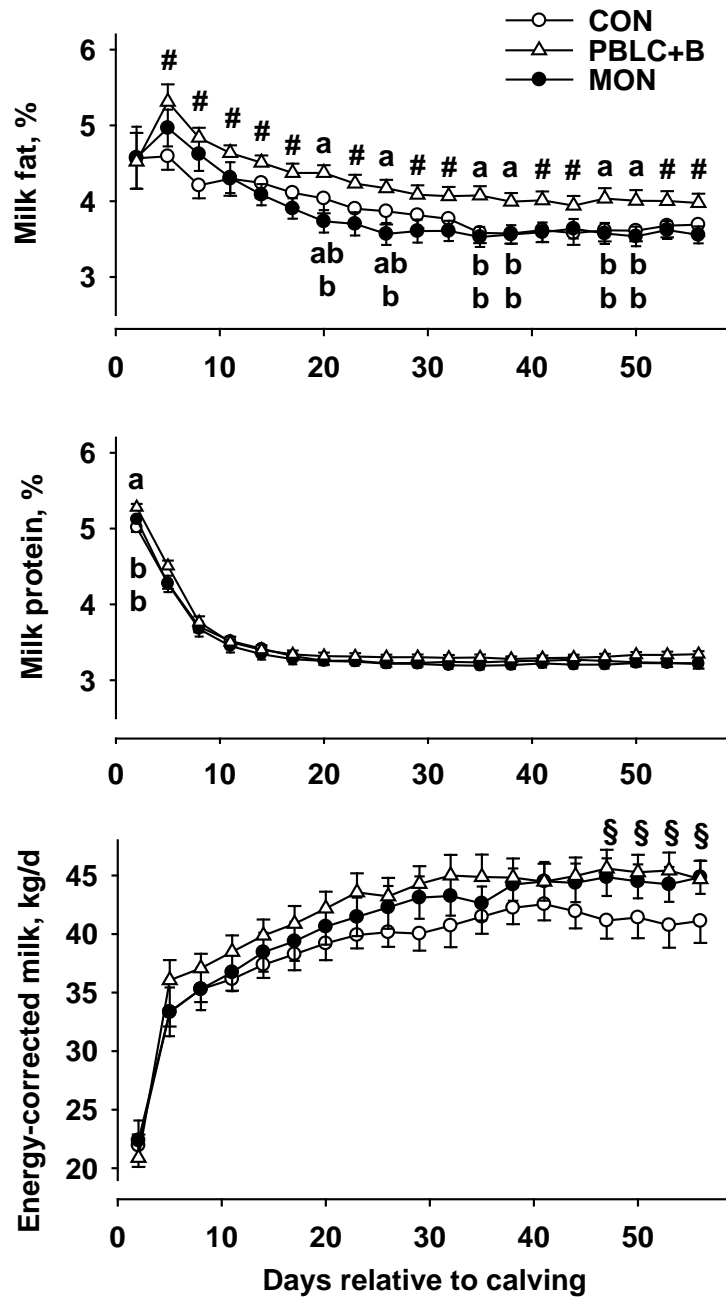 CON
PBLC+B
MON
Milk fat, %
6
5
4
3
# # # # # a # a # # a a # # a a # #
ab ab b b b b
b b b b b b
0 10 20 30 40 50
Milk protein, %
6
5
4
3
a
b
b
0 10 20 30 40 50
Energy-corrected milk, kg/d
45
40
35
30
25
20
§ § § §
0 10 20 30 40 50
Days relative to calving